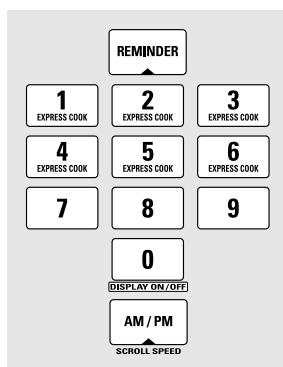 REMINDER
1 2 3
EXPRESS COOK EXPRESS COOK EXPRESS COOK
4 5 6
EXPRESS COOK EXPRESS COOK EXPRESS COOK
7 8 9
0
DISPLAY ON/OFF
AM / PM
SCROLL SPEED